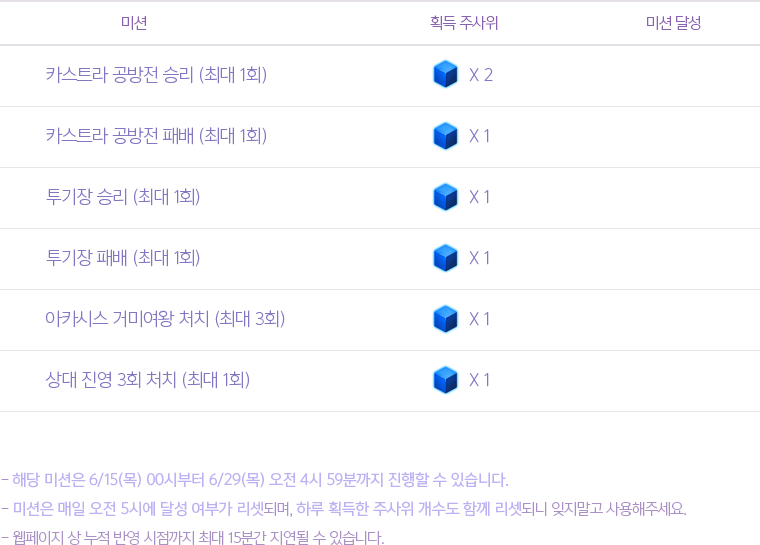 미션 획득 주사위 미션 달성
카스트라 공방전 승리 (최대 1회) X 2
카스트라 공방전 패배 (최대 1회) X 1
투기장 승리 (최대 1회) X 1
투기장 패배 (최대 1회) X 1
아카시스 거미여왕 처치 (최대 3회) X 1
상대 진영 3회 처치 (최대 1회) X 1
- 해당 미션은 6/15(목) 00시부터 6/29(목) 오전 4시 59분까지 진행할 수 있습니다.
- 미션은 매일 오전 5시에 달성 여부가 리셋되며, 하루 획득한 주사위 개수도 함께 리셋되니 잊지말고 사용해주세요.
- 웹페이지 상 누적 반영 시점까지 최대 15분간 지연될 수 있습니다.